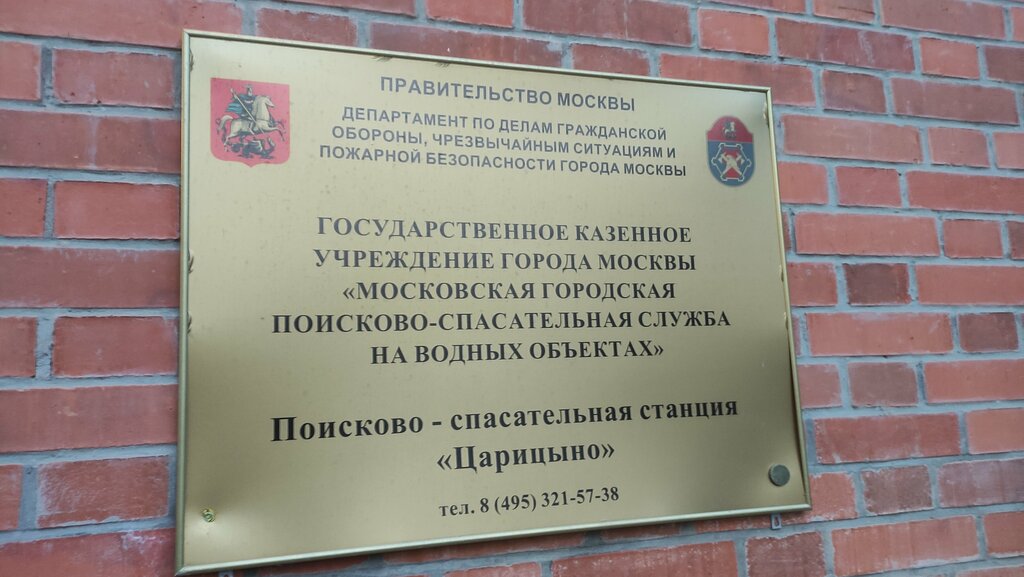 ПРАВИТЕЛЬСТВО МОСКВЫ
ДЕПАРТАМЕНТ ПО ДЕЛАМ ГРАЖДАНСКОЙ
ОБОРОНЫ, ЧРЕЗВЫЧАЙНЫМ СИТУАЦИЯМ И
ПОЖАРНОЙ БЕЗОПАСНОСТИ ГОРОДА МОСКВЫ
ГОСУДАРСТВЕННОЕ КАЗЕННОЕ
УЧРЕЖДЕНИЕ ГОРОДА МОСКВЫ
«МОСКОВСКАЯ ГОРОДСКАЯ
ПОИСКОВО-СПАСАТЕЛЬНАЯ СЛУЖБА
НА ВОДНЫХ ОБЪЕКТАХ»
Поисково - спасательная станция
«Царицыно»
тел. 8 (495) 321-57-38